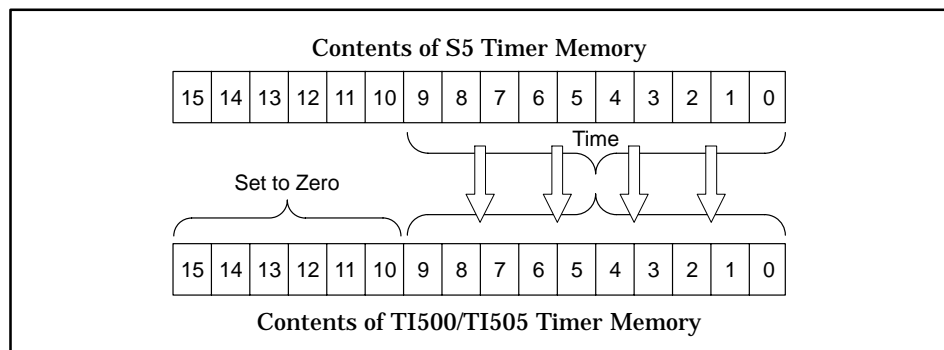 Contents of S5 Timer Memory
15 14 13 12 11 10 9 8 7 6 5 4 3 2 1 0
Time
Set to Zero
15 14 13 12 11 10 9 8 7 6 5 4 3 2 1 0
Contents of TI500/TI505 Timer Memory